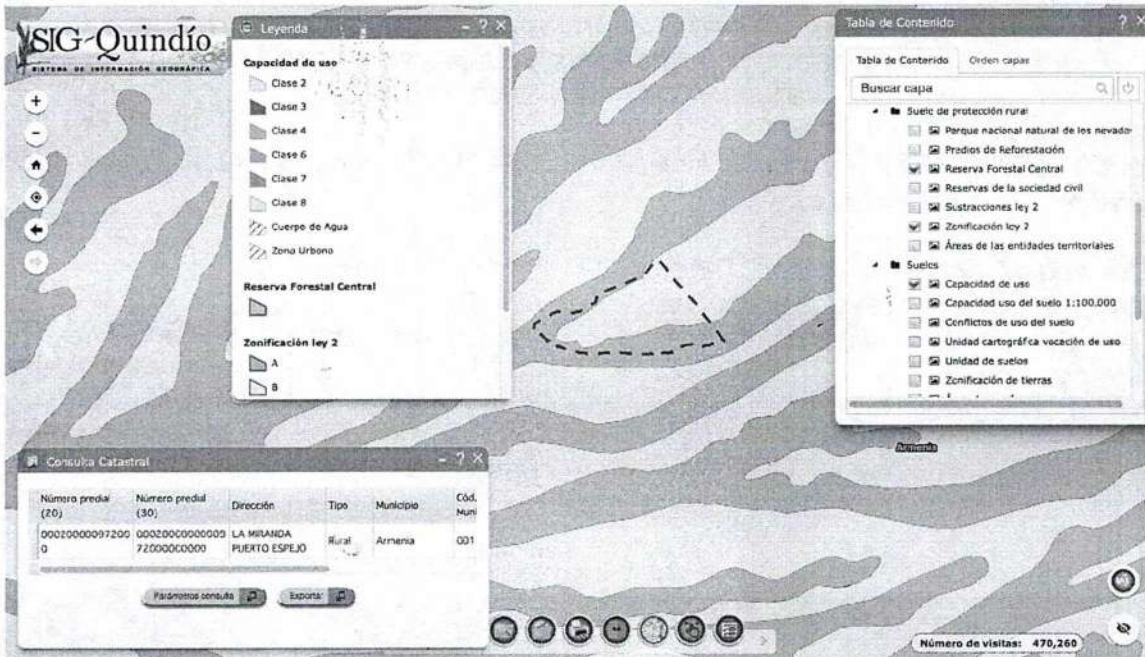 SIG-Quindío
SISTEMA DE INFORMACIÓN GEOGRÁFICA
Leyenda
Capacidad de uso
Clase 2
Clase 3
Clase 4
Clase 6
Clase 7
Clase 8
Cuerpo de Agua
Zona Urbana
Reserva Forestal Central
Zonificación ley 2
A
B
Tabla de Contenido
Tabla de Contenido
Orden capas
Buscar capa
Suelo de protección rural
Parque nacional natural de los nevados
Predios de Reforestación
Reserva Forestal Central
Reservas de la sociedad civil
Sustracciones ley 2
Zonificación ley 2
Áreas de las entidades territoriales
Suelos
Capacidad de uso
Capacidad uso del suelo 1:100.000
Conflictos de uso del suelo
Unidad cartográfica vocación de uso
Unidad de suelos
Zonificación de tierras
Armenia
Consulta Catastral
Número predial (20)
Número predial (30)
Dirección
Tipo
Municipio
Cód. Muni
LA MIRANDA PUERTO ESPEJO
Rural
Armenia
001
Parámetros consulta
Exportar
Número de visitas: 470,260